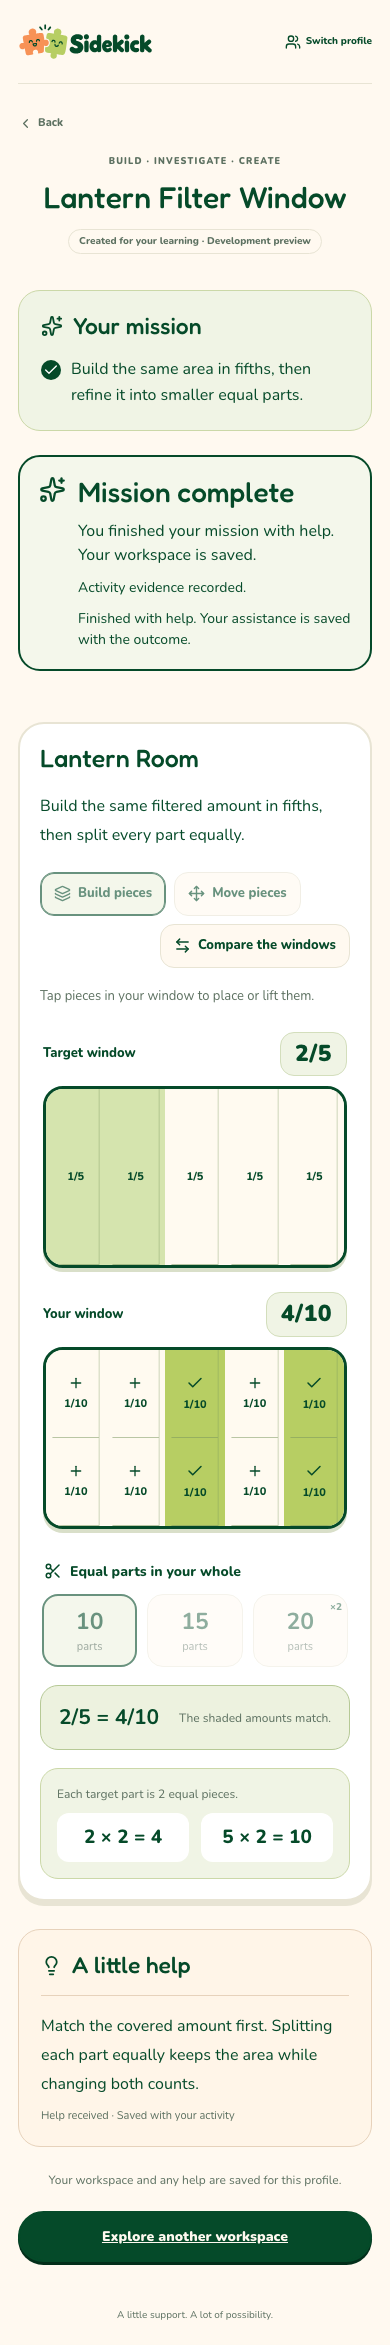 Sidekick
Switch profile
Back
BUILD · INVESTIGATE · CREATE
Lantern Filter Window
Created for your learning · Development preview
Your mission
Build the same area in fifths, then
refine it into smaller equal parts.
Mission complete
You finished your mission with help.
Your workspace is saved.
Activity evidence recorded.
Finished with help. Your assistance is saved
with the outcome.
Lantern Room
Build the same filtered amount in fifths,
then split every part equally.
Build pieces
Move pieces
Compare the windows
Tap pieces in your window to place or lift them.
Target window
2/5
1/5 1/5 1/5 1/5 1/5
Your window
4/10
1/10 1/10 1/10 1/10 1/10
1/10 1/10 1/10 1/10 1/10
Equal parts in your whole
10 15 20 ×2
parts parts parts
2/5 = 4/10 The shaded amounts match.
Each target part is 2 equal pieces.
2 × 2 = 4 5 × 2 = 10
A little help
Match the covered amount first. Splitting
each part equally keeps the area while
changing both counts.
Help received · Saved with your activity
Your workspace and any help are saved for this profile.
Explore another workspace
A little support. A lot of possibility.